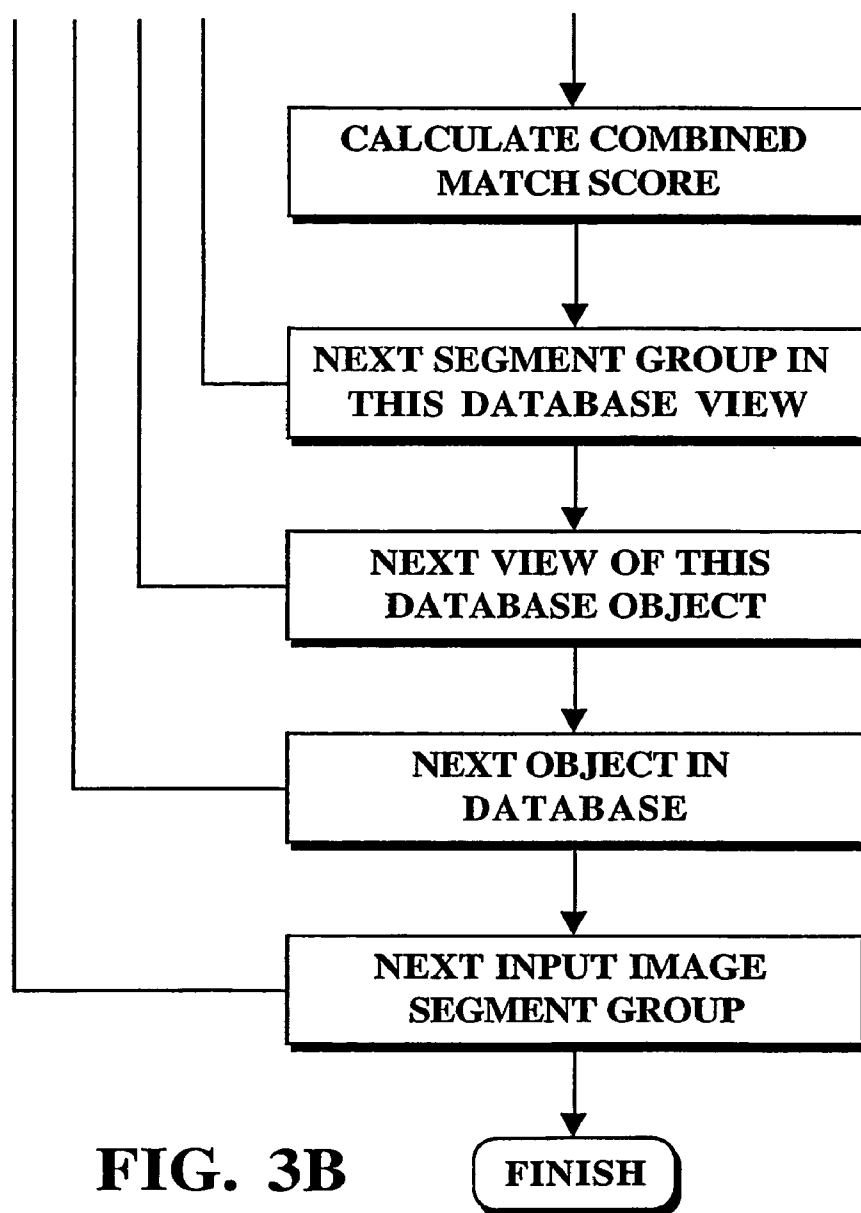 CALCULATE COMBINED
MATCH SCORE
NEXT SEGMENT GROUP IN
THIS DATABASE VIEW
NEXT VIEW OF THIS
DATABASE OBJECT
NEXT OBJECT IN
DATABASE
NEXT INPUT IMAGE
SEGMENT GROUP
FINISH
FIG. 3B